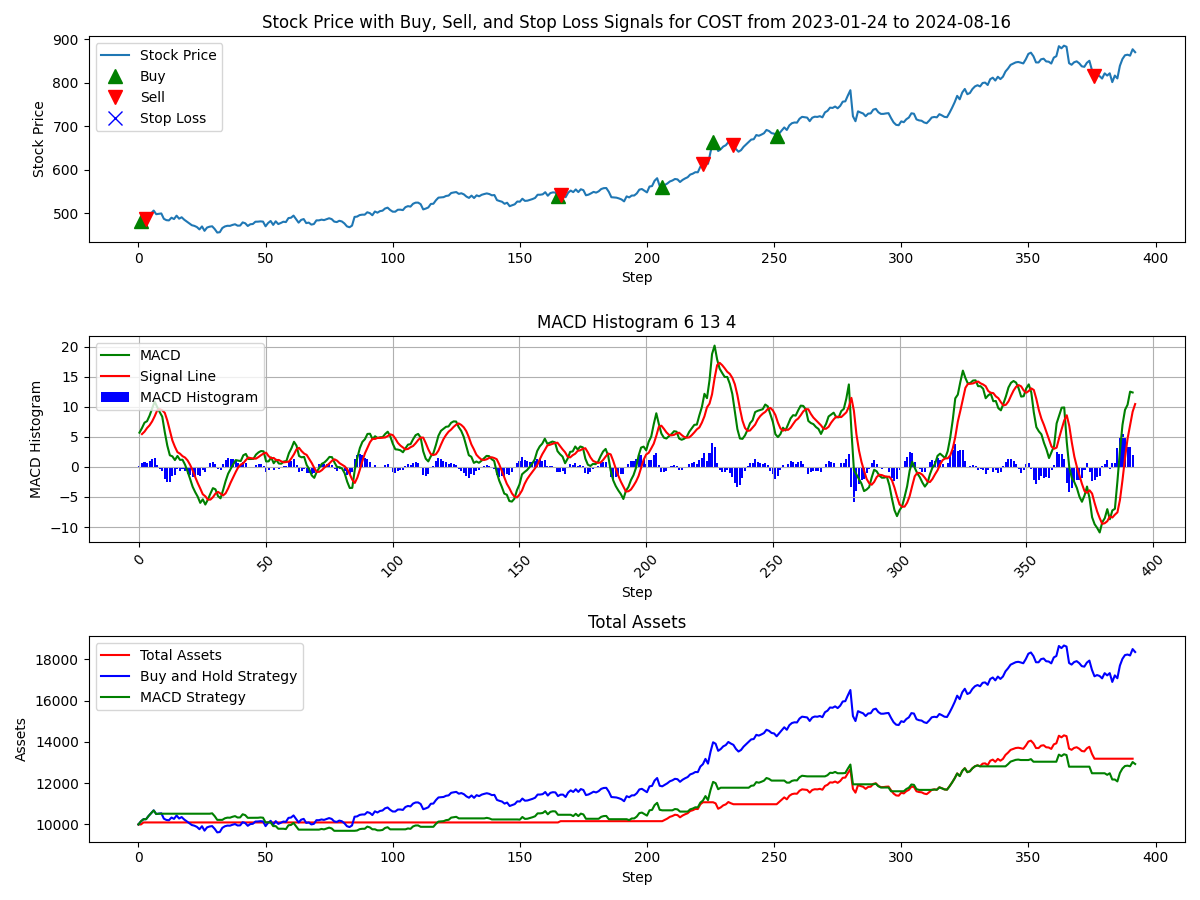 Stock Price with Buy, Sell, and Stop Loss Signals for COST from 2023-01-24 to 2024-08-16
900
800
700
600
500
Stock Price
Stock Price
Buy
Sell
Stop Loss
0 50 100 150 200 250 300 350 400
Step
MACD Histogram 6 13 4
20
15
10
5
0
−5
−10
MACD Histogram
MACD
Signal Line
MACD Histogram
0 50 100 150 200 250 300 350 400
Step
Total Assets
18000
16000
14000
12000
10000
Assets
Total Assets
Buy and Hold Strategy
MACD Strategy
0 50 100 150 200 250 300 350 400
Step